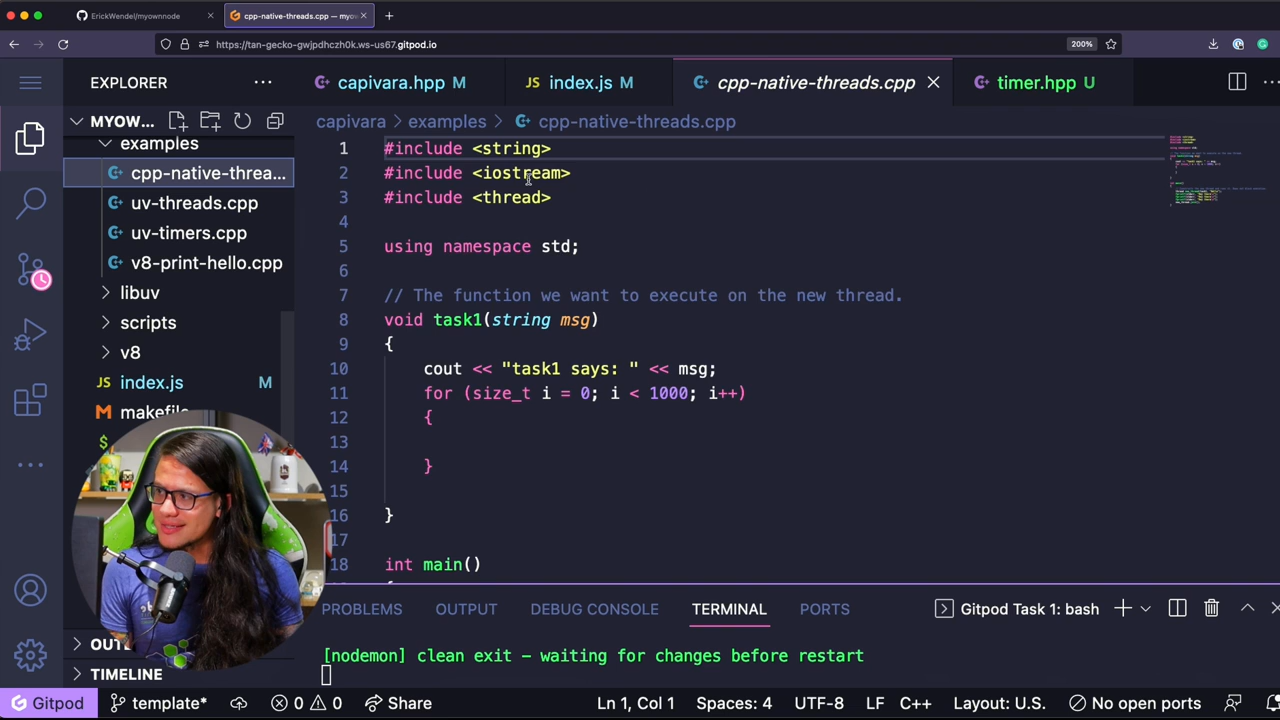 ErickWendel/myownnode
cpp-native-threads.cpp — myow
https://tan-gecko-gwjpdhczh0k.ws-us67.gitpod.io
200%
EXPLORER
capivara.hpp M
JS index.js M
cpp-native-threads.cpp
timer.hpp U
MYOW...
capivara > examples > cpp-native-threads.cpp
examples
cpp-native-threa...
uv-threads.cpp
uv-timers.cpp
v8-print-hello.cpp
libuv
scripts
v8
JS index.js M
M makefile
$
OUT
TIMELINE
1 #include <string>
2 #include <iostream>
3 #include <thread>
4
5 using namespace std;
6
7 // The function we want to execute on the new thread.
8 void task1(string msg)
9 {
10 cout << "task1 says: " << msg;
11 for (size_t i = 0; i < 1000; i++)
12 {
13
14 }
15
16 }
17
18 int main()
PROBLEMS OUTPUT DEBUG CONSOLE TERMINAL PORTS Gitpod Task 1: bash
[nodemon] clean exit – waiting for changes before restart
Gitpod template* 0 0 Share Ln 1, Col 1 Spaces: 4 UTF-8 LF C++ Layout: U.S. No open ports